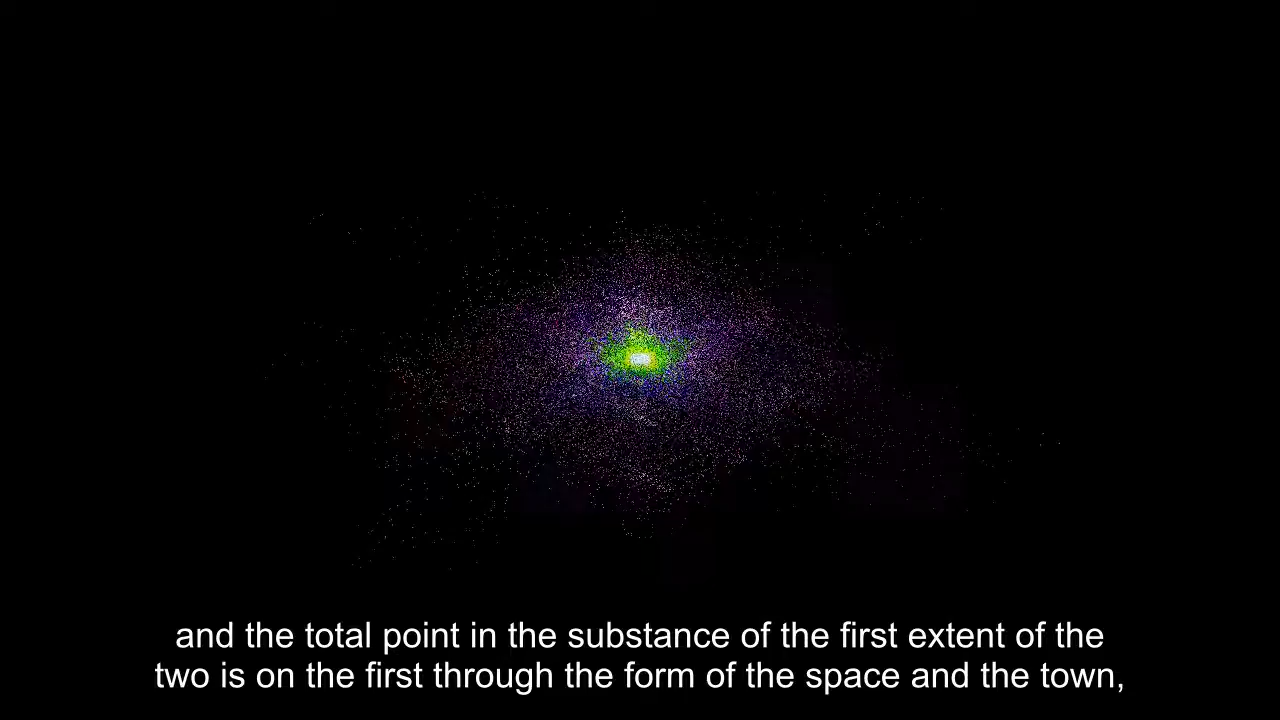 and the total point in the substance of the first extent of the
two is on the first through the form of the space and the town,